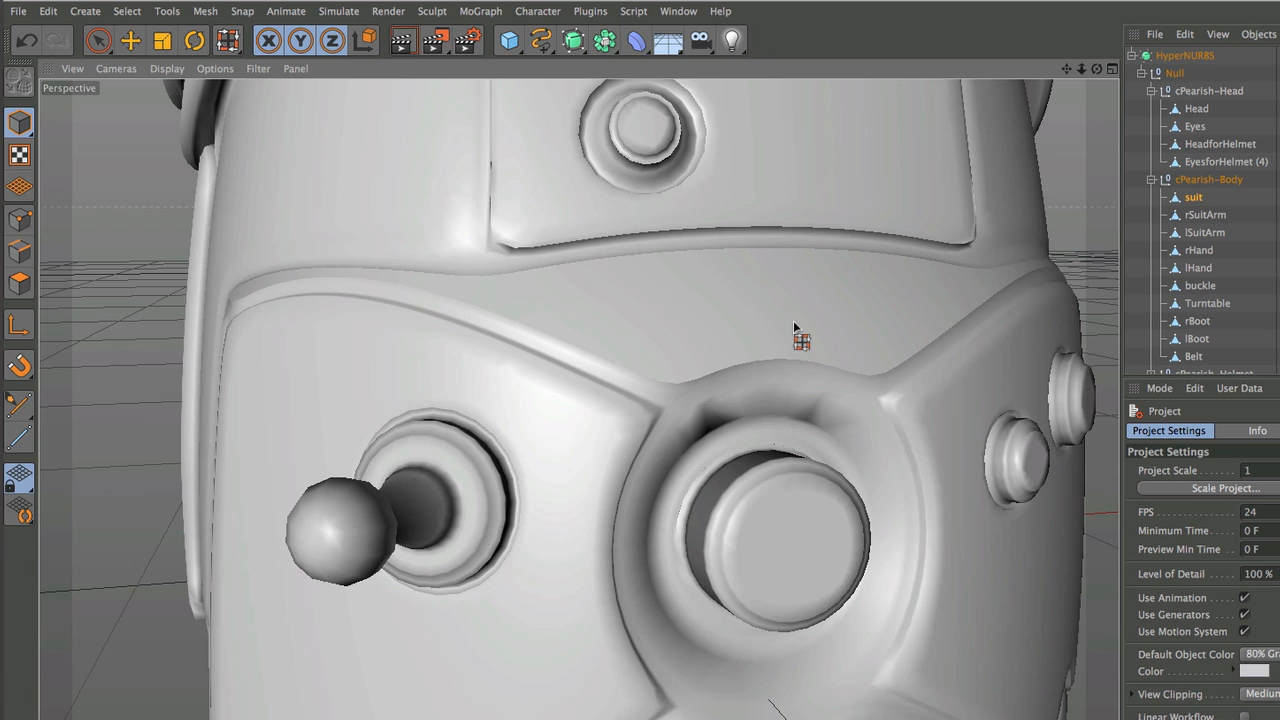 File Edit Create Select Tools Mesh Snap Animate Simulate Render Sculpt MoGraph Character Plugins Script Window Help
View Cameras Display Options Filter Panel
Perspective
File Edit View Objects
HyperNURBS
Null
cPearish-Head
Head
Eyes
HeadforHelmet
EyesforHelmet (4)
cPearish-Body
suit
rSuitArm
lSuitArm
rHand
lHand
buckle
Turntable
rBoot
lBoot
Belt
Mode Edit User Data
Project
Project Settings Info
Project Settings
Project Scale 1
Scale Project...
FPS 24
Minimum Time 0 F
Preview Min Time 0 F
Level of Detail 100 %
Use Animation
Use Generators
Use Motion System
Default Object Color 80% Gra
Color
View Clipping Medium
Linear Workflow